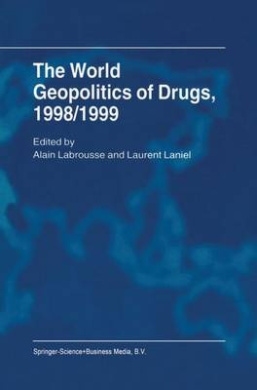 The World
Geopolitics of Drugs,
1998/1999
Edited by
Alain Labrousse and Laurent Laniel
Springer-Science+Business Media, B.V.